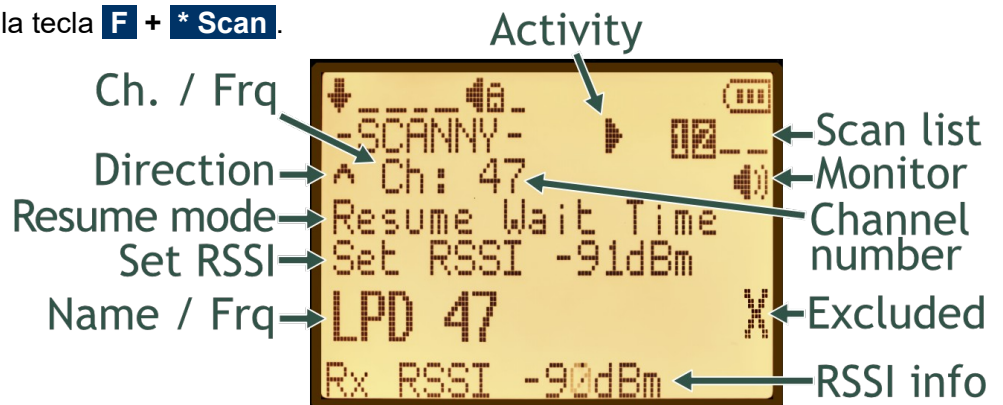 la tecla F + * Scan.
Activity
Ch. / Frq
-SCANNY- 12
Scan list
Direction
^ Ch: 47
Monitor
Resume mode
Resume Wait Time
Channel number
Set RSSI
Set RSSI -91dBm
Name / Frq
LPD 47
X
Excluded
Rx RSSI -90dBm
RSSI info